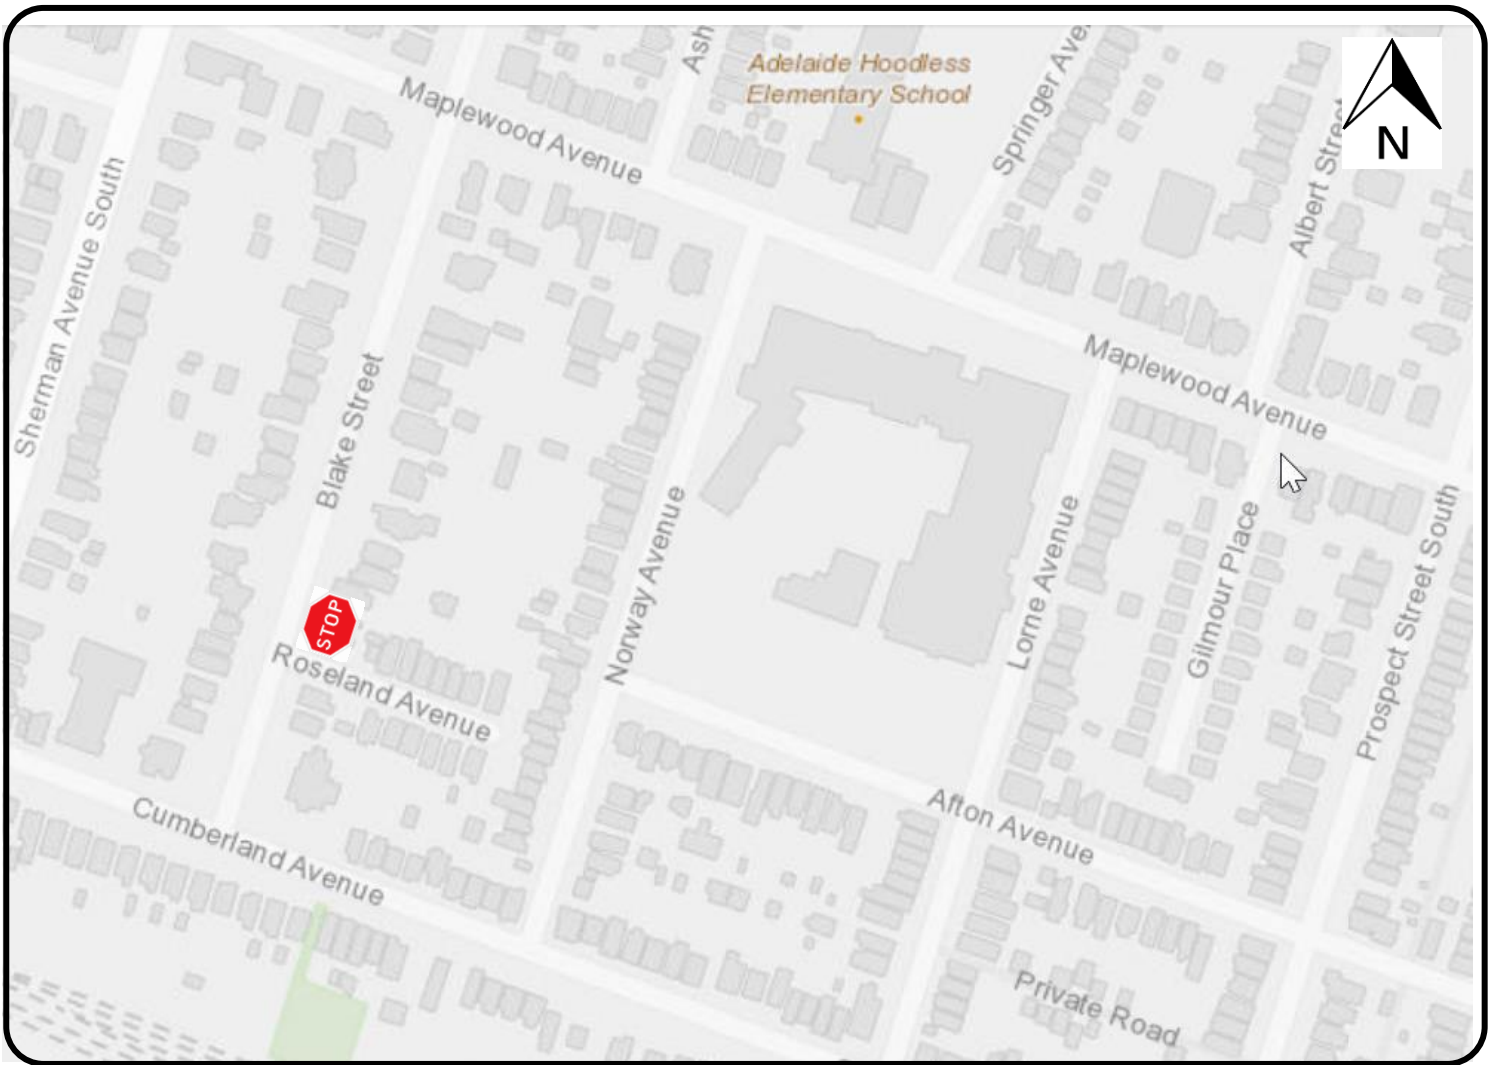 Adelaide Hoodless
Elementary School
Ash
Springer Ave
Albert Street
N
Maplewood Avenue
Sherman Avenue South
Blake Street
Maplewood Avenue
STOP
Roseland Avenue
Norway Avenue
Lorne Avenue
Gilmour Place
Prospect Street South
Cumberland Avenue
Afton Avenue
Private Road